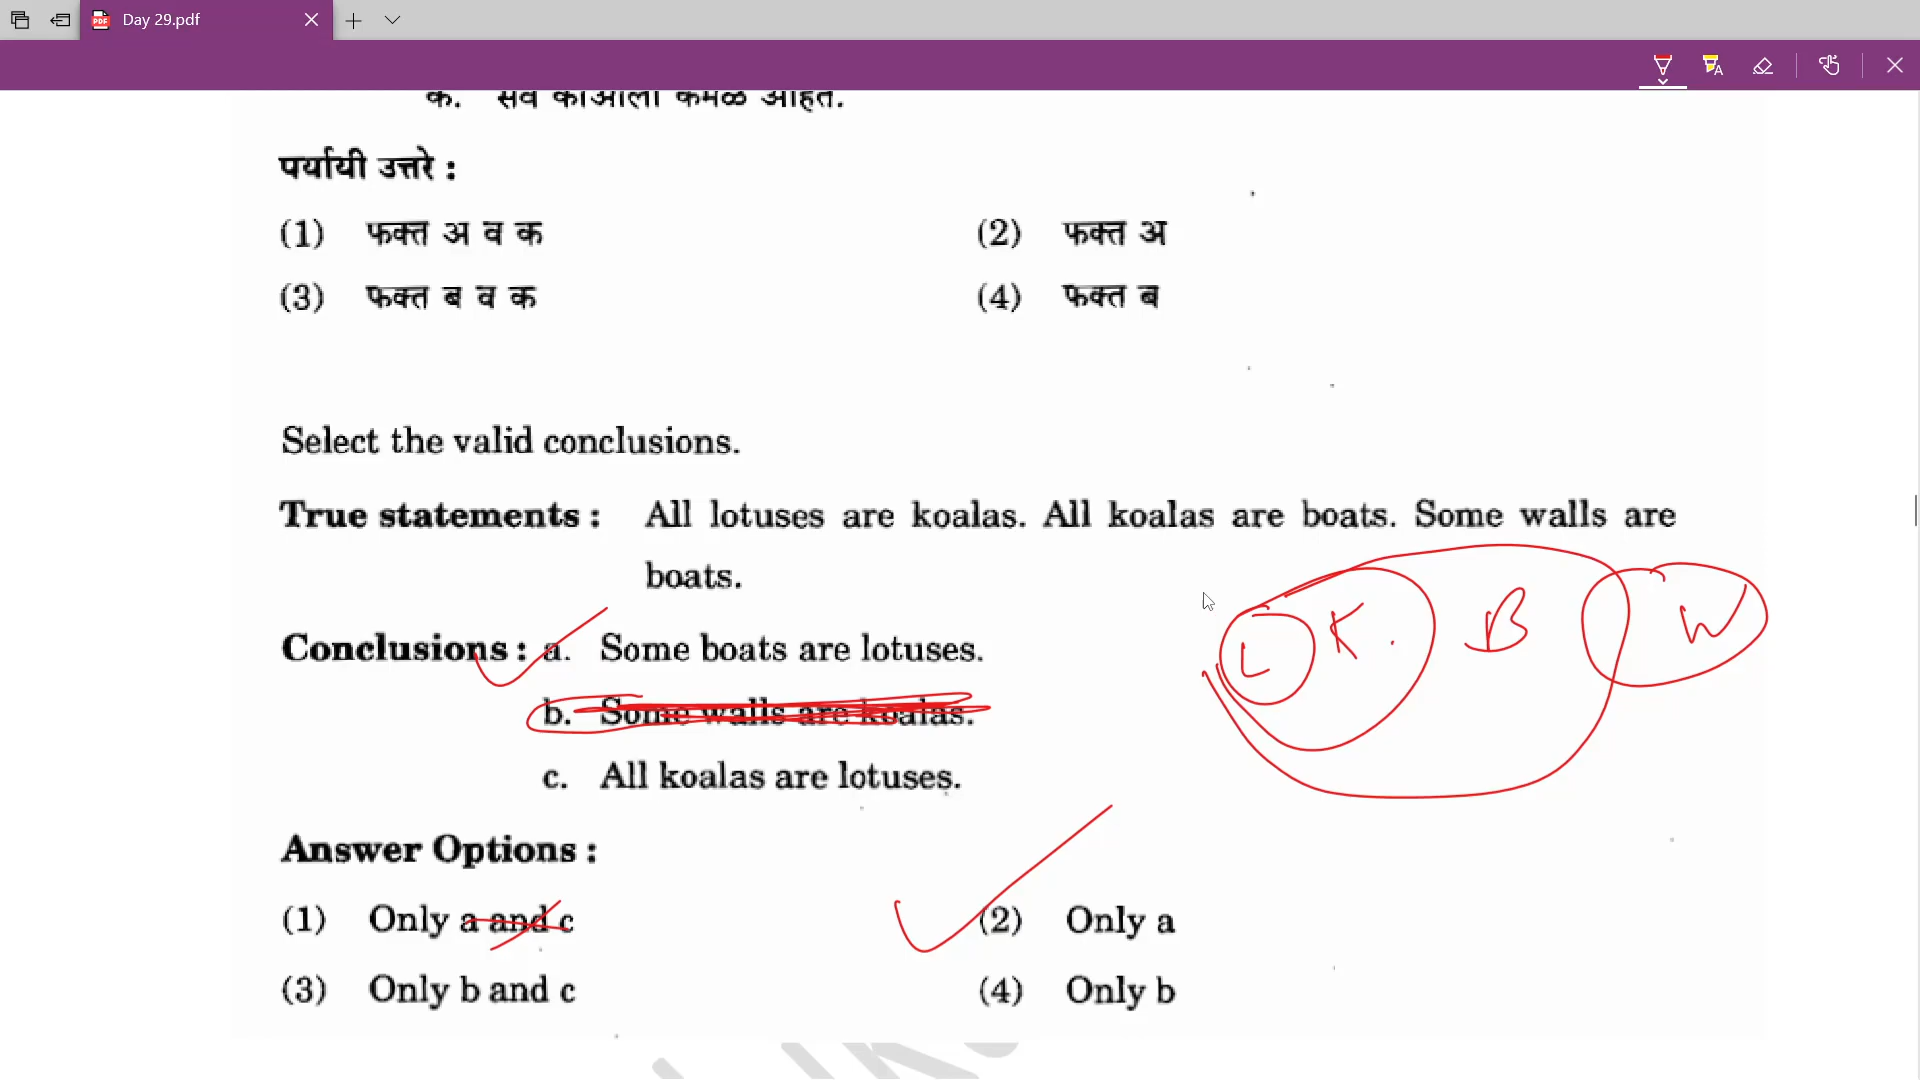 Day 29.pdf
क. सर्व कोआला कमळ आहेत.
पर्यायी उत्तरे :
(1) फक्त अ व क (2) फक्त अ
(3) फक्त ब व क (4) फक्त ब
Select the valid conclusions.
True statements : All lotuses are koalas. All koalas are boats. Some walls are
boats.
L K. B W
Conclusions : a. Some boats are lotuses.
b. Some walls are koalas.
c. All koalas are lotuses.
Answer Options :
(1) Only a and c (2) Only a
(3) Only b and c (4) Only b